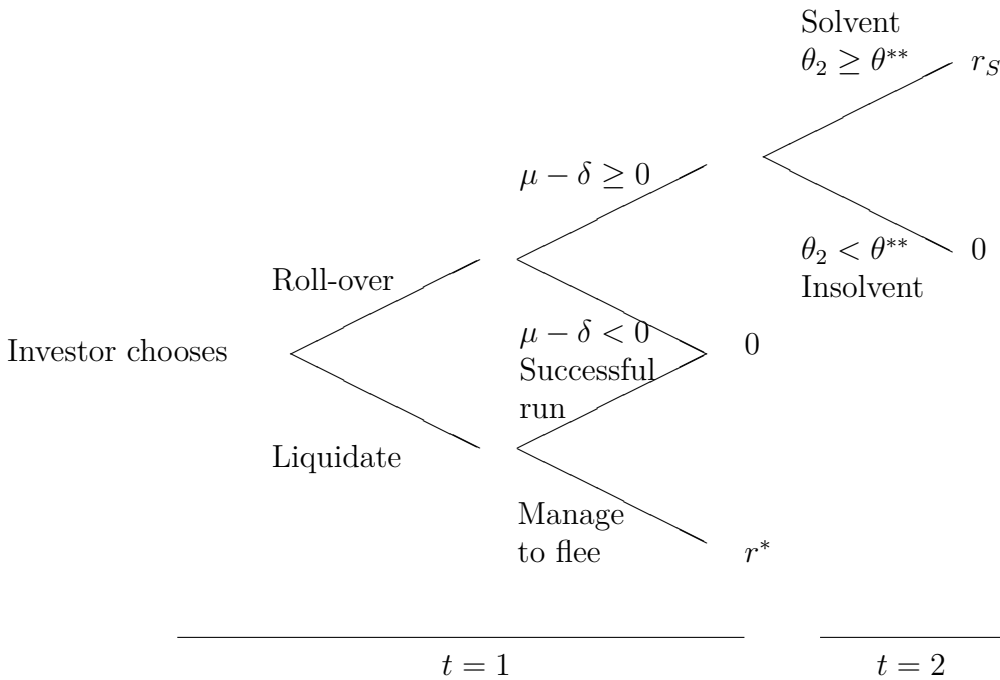 Solvent
θ₂ ≥ θ**
r_S
μ − δ ≥ 0
θ₂ < θ**
0
Insolvent
Roll-over
μ − δ < 0
0
Investor chooses
Successful
run
Liquidate
Manage
to flee
r*
t = 1
t = 2